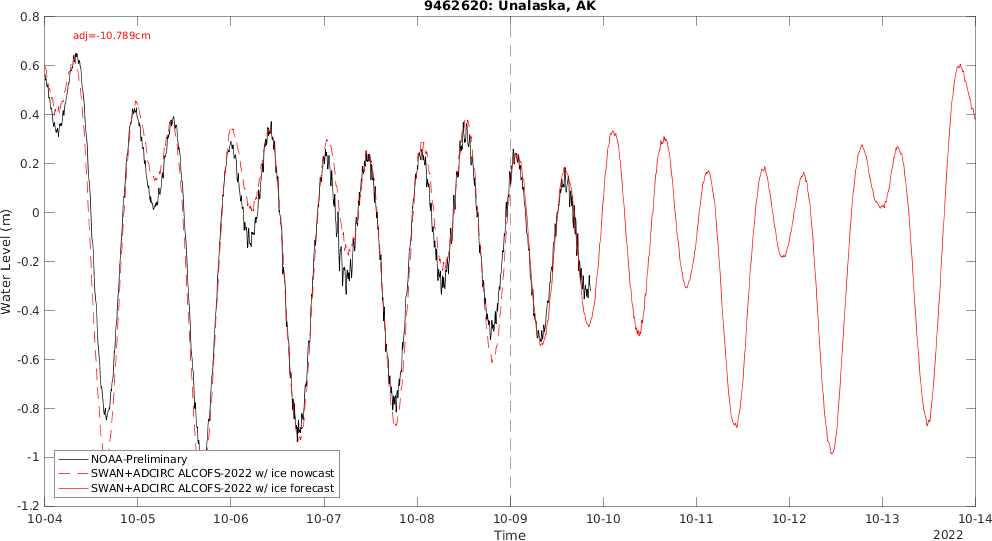 9462620: Unalaska, AK
adj=-10.789cm
0.8
0.6
0.4
0.2
0
-0.2
-0.4
-0.6
-0.8
-1
-1.2
Water Level (m)
NOAA-Preliminary
SWAN+ADCIRC ALCOFS-2022 w/ ice nowcast
SWAN+ADCIRC ALCOFS-2022 w/ ice forecast
10-04 10-05 10-06 10-07 10-08 10-09 10-10 10-11 10-12 10-13 10-14
Time
2022